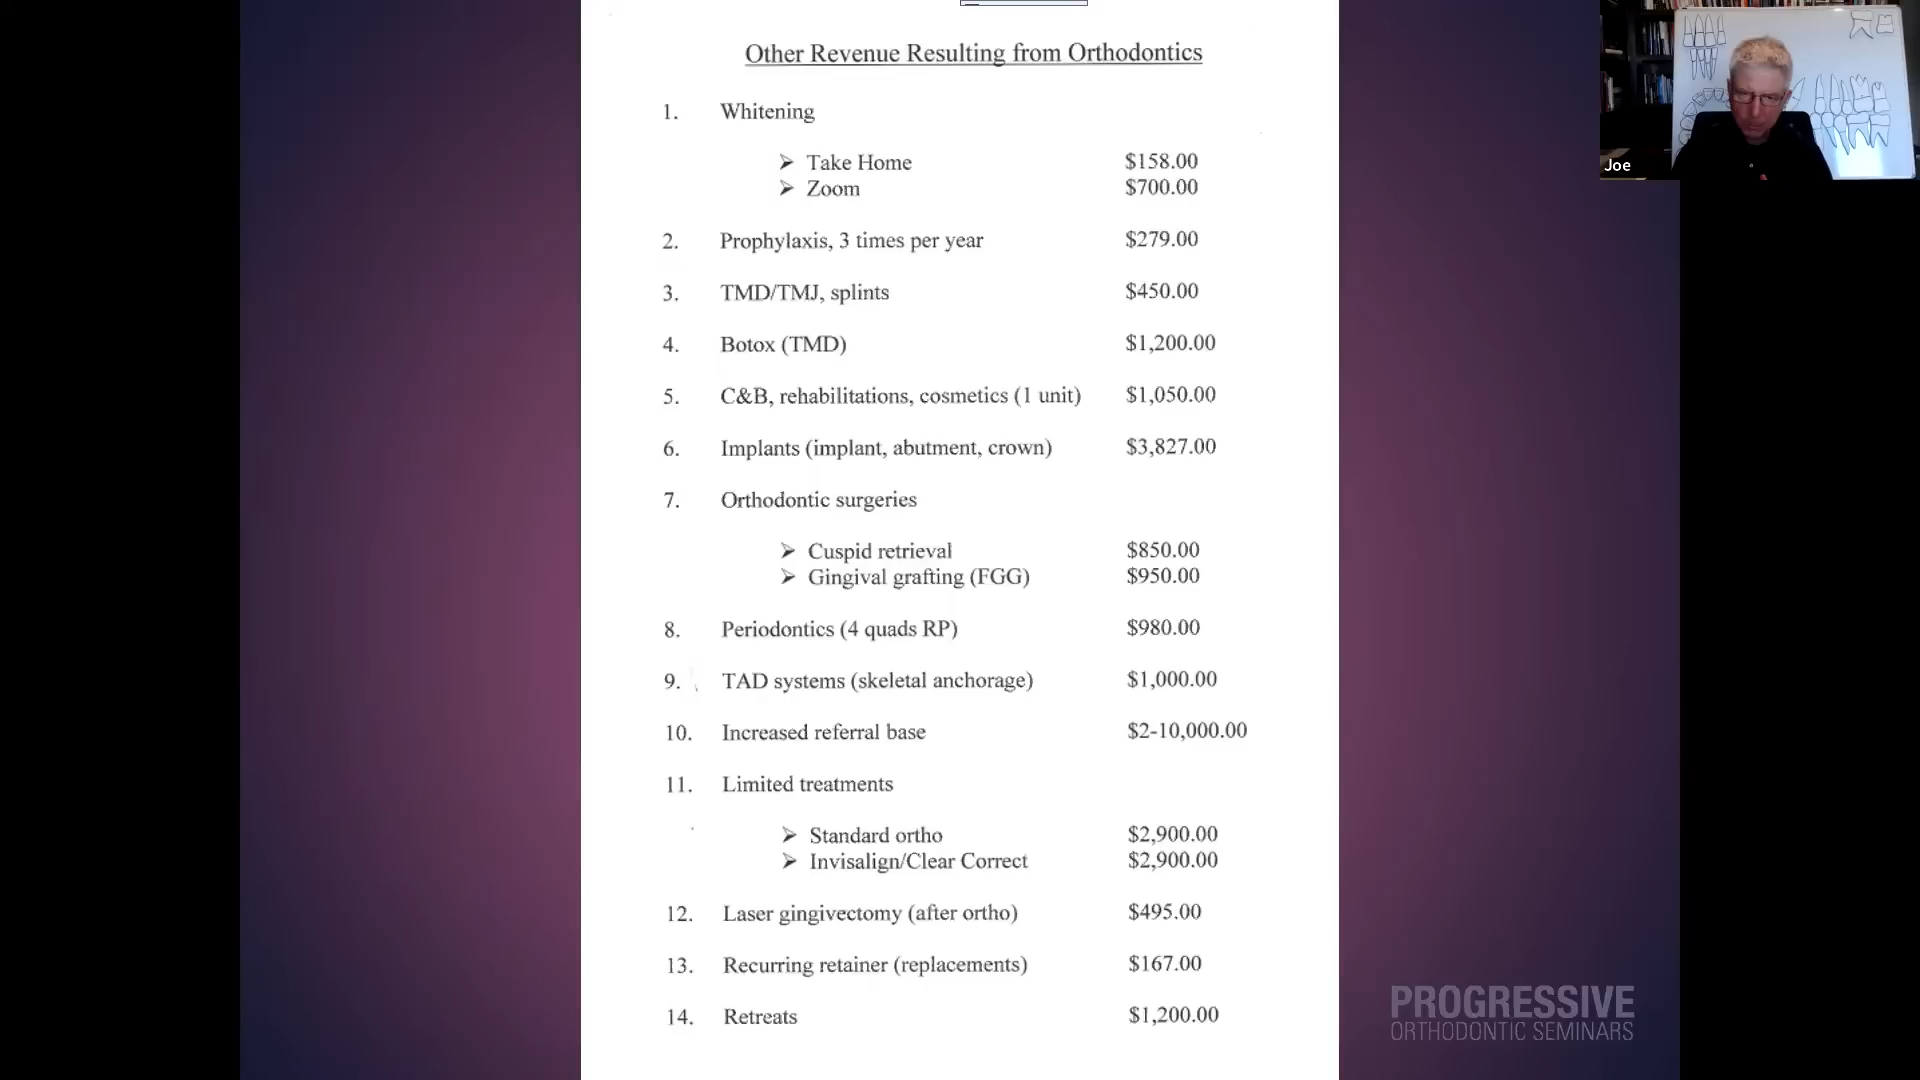 Other Revenue Resulting from Orthodontics
1. Whitening
➢ Take Home $158.00
➢ Zoom $700.00
2. Prophylaxis, 3 times per year $279.00
3. TMD/TMJ, splints $450.00
4. Botox (TMD) $1,200.00
5. C&B, rehabilitations, cosmetics (1 unit) $1,050.00
6. Implants (implant, abutment, crown) $3,827.00
7. Orthodontic surgeries
➢ Cuspid retrieval $850.00
➢ Gingival grafting (FGG) $950.00
8. Periodontics (4 quads RP) $980.00
9. TAD systems (skeletal anchorage) $1,000.00
10. Increased referral base $2-10,000.00
11. Limited treatments
➢ Standard ortho $2,900.00
➢ Invisalign/Clear Correct $2,900.00
12. Laser gingivectomy (after ortho) $495.00
13. Recurring retainer (replacements) $167.00
14. Retreats $1,200.00
Joe
PROGRESSIVE
ORTHODONTIC SEMINARS